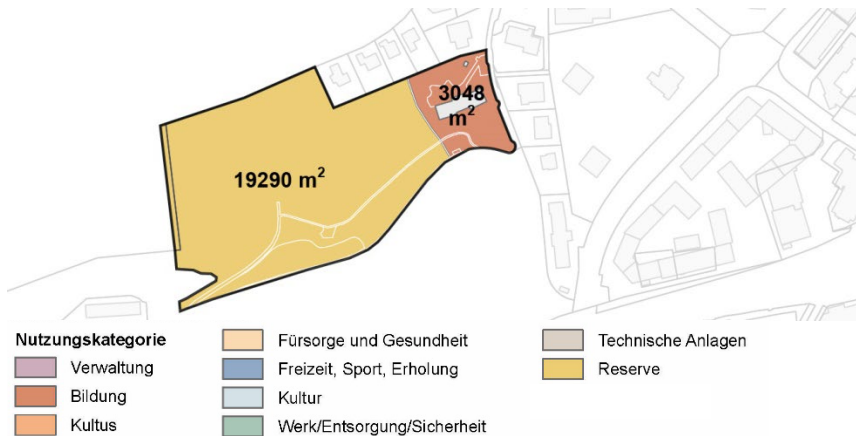 3048
m²
19290 m²
Nutzungskategorie
Verwaltung
Bildung
Kultus
Fürsorge und Gesundheit
Freizeit, Sport, Erholung
Kultur
Werk/Entsorgung/Sicherheit
Technische Anlagen
Reserve